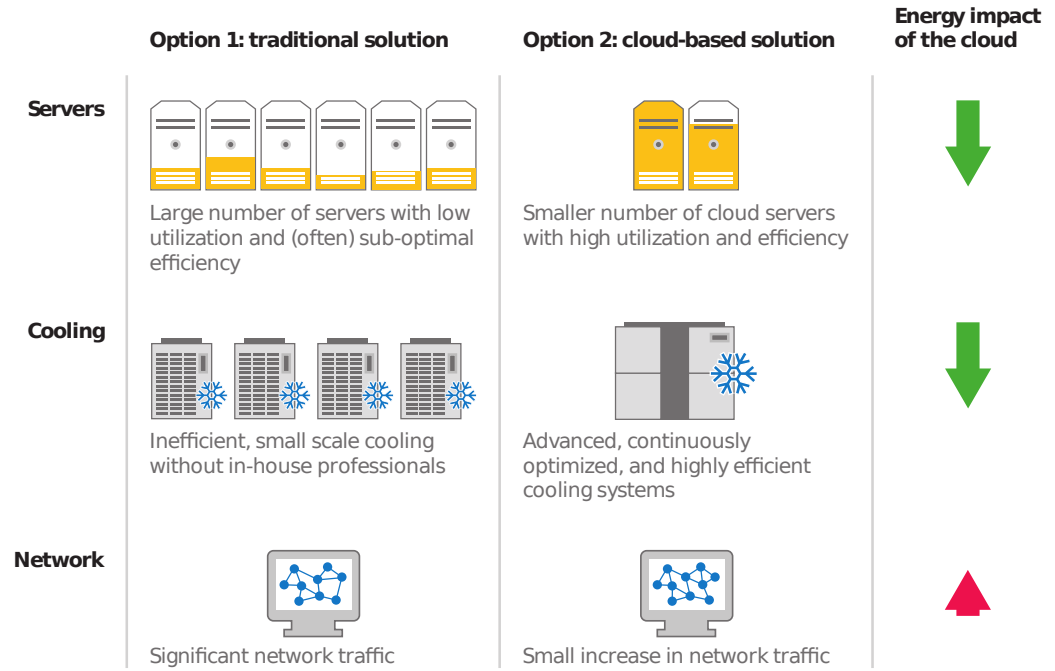 Option 1: traditional solution
Option 2: cloud-based solution
Energy impact
of the cloud
Servers
Large number of servers with low
utilization and (often) sub-optimal
efficiency
Smaller number of cloud servers
with high utilization and efficiency
Cooling
Inefficient, small scale cooling
without in-house professionals
Advanced, continuously
optimized, and highly efficient
cooling systems
Network
Significant network traffic
Small increase in network traffic